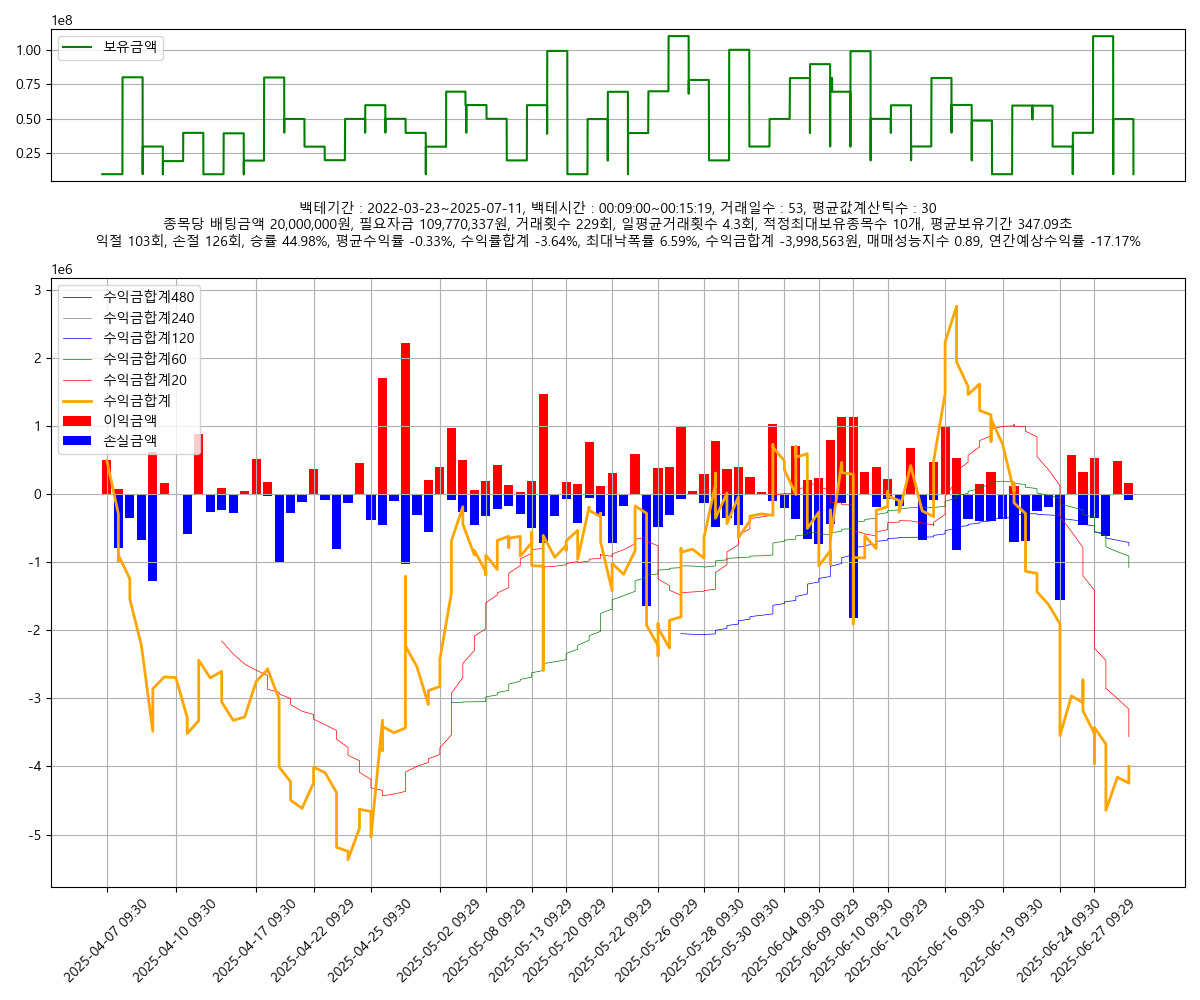 1e8
보유금액
1.00
0.75
0.50
0.25
백테기간 : 2022-03-23~2025-07-11, 백테시간 : 00:09:00~00:15:19, 거래일수 : 53, 평균값계산틱수 : 30
종목당 배팅금액 20,000,000원, 필요자금 109,770,337원, 거래횟수 229회, 일평균거래횟수 4.3회, 적정최대보유종목수 10개, 평균보유기간 347.09초
익절 103회, 손절 126회, 승률 44.98%, 평균수익률 -0.33%, 수익률합계 -3.64%, 최대낙폭률 6.59%, 수익금합계 -3,998,563원, 매매성능지수 0.89, 연간예상수익률 -17.17%
1e6
수익금합계480
수익금합계240
수익금합계120
수익금합계60
수익금합계20
수익금합계
이익금액
손실금액
3
2
1
0
-1
-2
-3
-4
-5
2025-04-07 09:30
2025-04-10 09:30
2025-04-17 09:30
2025-04-22 09:29
2025-04-25 09:30
2025-05-02 09:29
2025-05-08 09:29
2025-05-13 09:29
2025-05-20 09:29
2025-05-22 09:29
2025-05-26 09:29
2025-05-28 09:30
2025-05-30 09:30
2025-06-04 09:30
2025-06-09 09:29
2025-06-10 09:30
2025-06-12 09:29
2025-06-16 09:30
2025-06-19 09:30
2025-06-24 09:30
2025-06-27 09:29